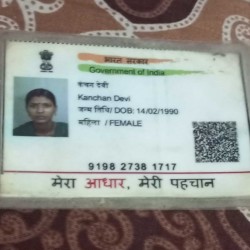 भारत सरकार
Government of India
कंचन देवी
Kanchan Devi
जन्म तिथि/ DOB: 14/02/1990
महिला / FEMALE
9198 2738 1717
मेरा आधार, मेरी पहचान